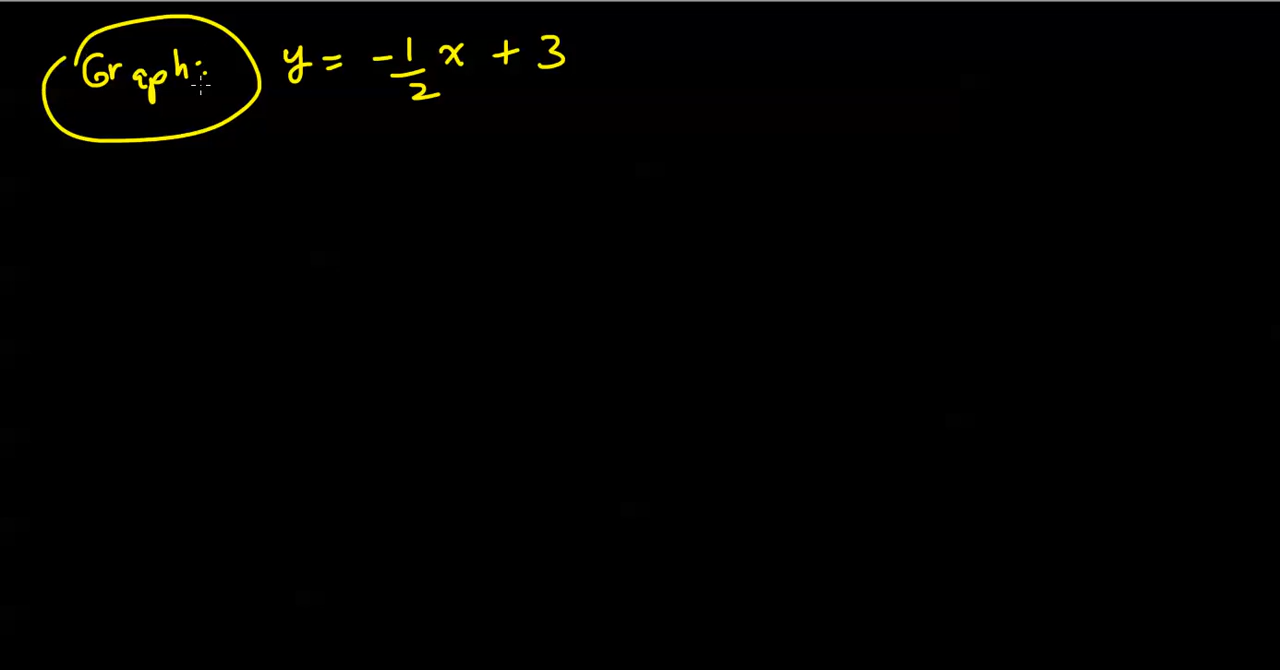 Graph: y = -1/2 x + 3